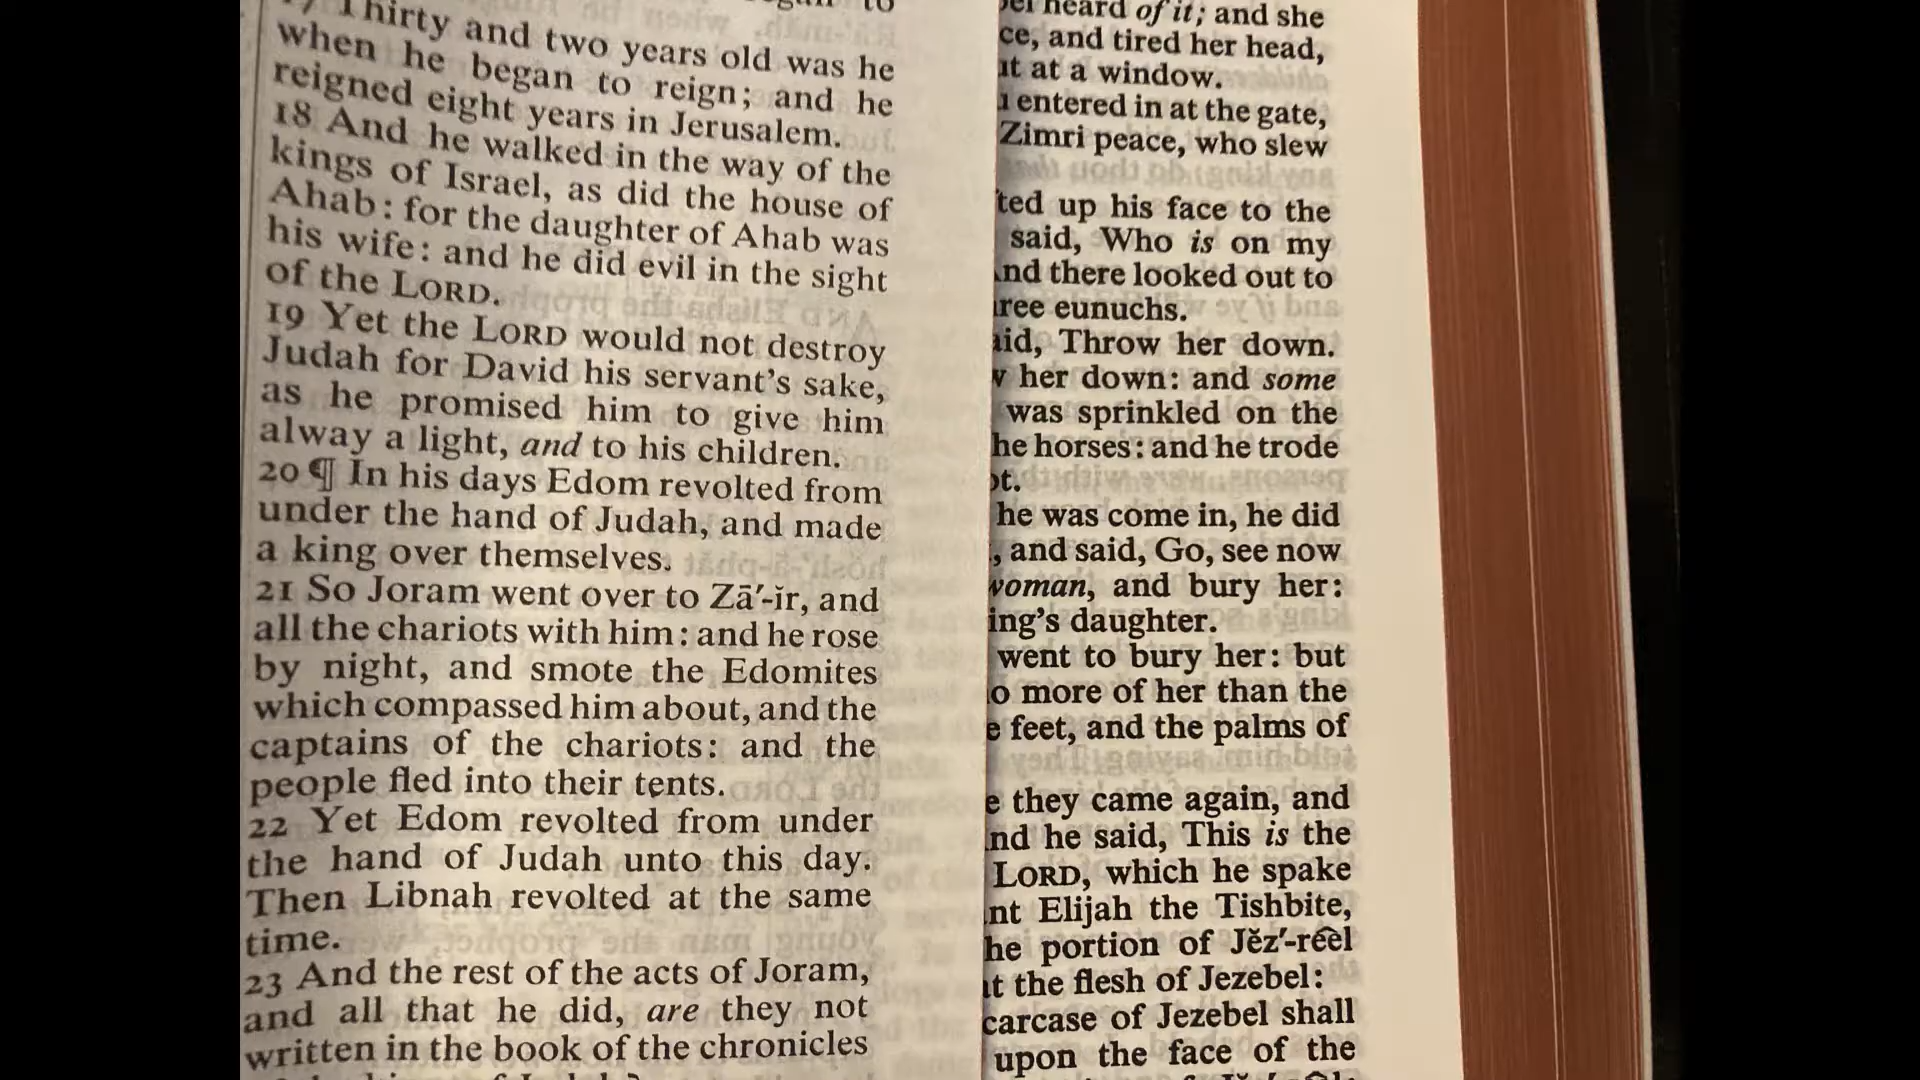 Thirty and two years old was he
when he began to reign; and he
reigned eight years in Jerusalem.
18 And he walked in the way of the
kings of Israel, as did the house of
Ahab: for the daughter of Ahab was
his wife: and he did evil in the sight
of the LORD.
19 Yet the LORD would not destroy
Judah for David his servant's sake,
as he promised him to give him
alway a light, and to his children.
20 ¶ In his days Edom revolted from
under the hand of Judah, and made
a king over themselves.
21 So Joram went over to Zā′-ĭr, and
all the chariots with him: and he rose
by night, and smote the Edomites
which compassed him about, and the
captains of the chariots: and the
people fled into their tents.
22 Yet Edom revolted from under
the hand of Judah unto this day.
Then Libnah revolted at the same
time.
23 And the rest of the acts of Joram,
and all that he did, are they not
written in the book of the chronicles
heard of it; and she
and tired her head,
at a window.
entered in at the gate,
Zimri peace, who slew
up his face to the
said, Who is on my
there looked out to
eunuchs.
Throw her down.
her down: and some
was sprinkled on the
horses: and he trode
he was come in, he did
and said, Go, see now
woman, and bury her:
daughter.
went to bury her: but
more of her than the
feet, and the palms of
they came again, and
he said, This is the
LORD, which he spake
Elijah the Tishbite,
portion of Jĕz′-rēel
the flesh of Jezebel:
carcase of Jezebel shall
upon the face of the